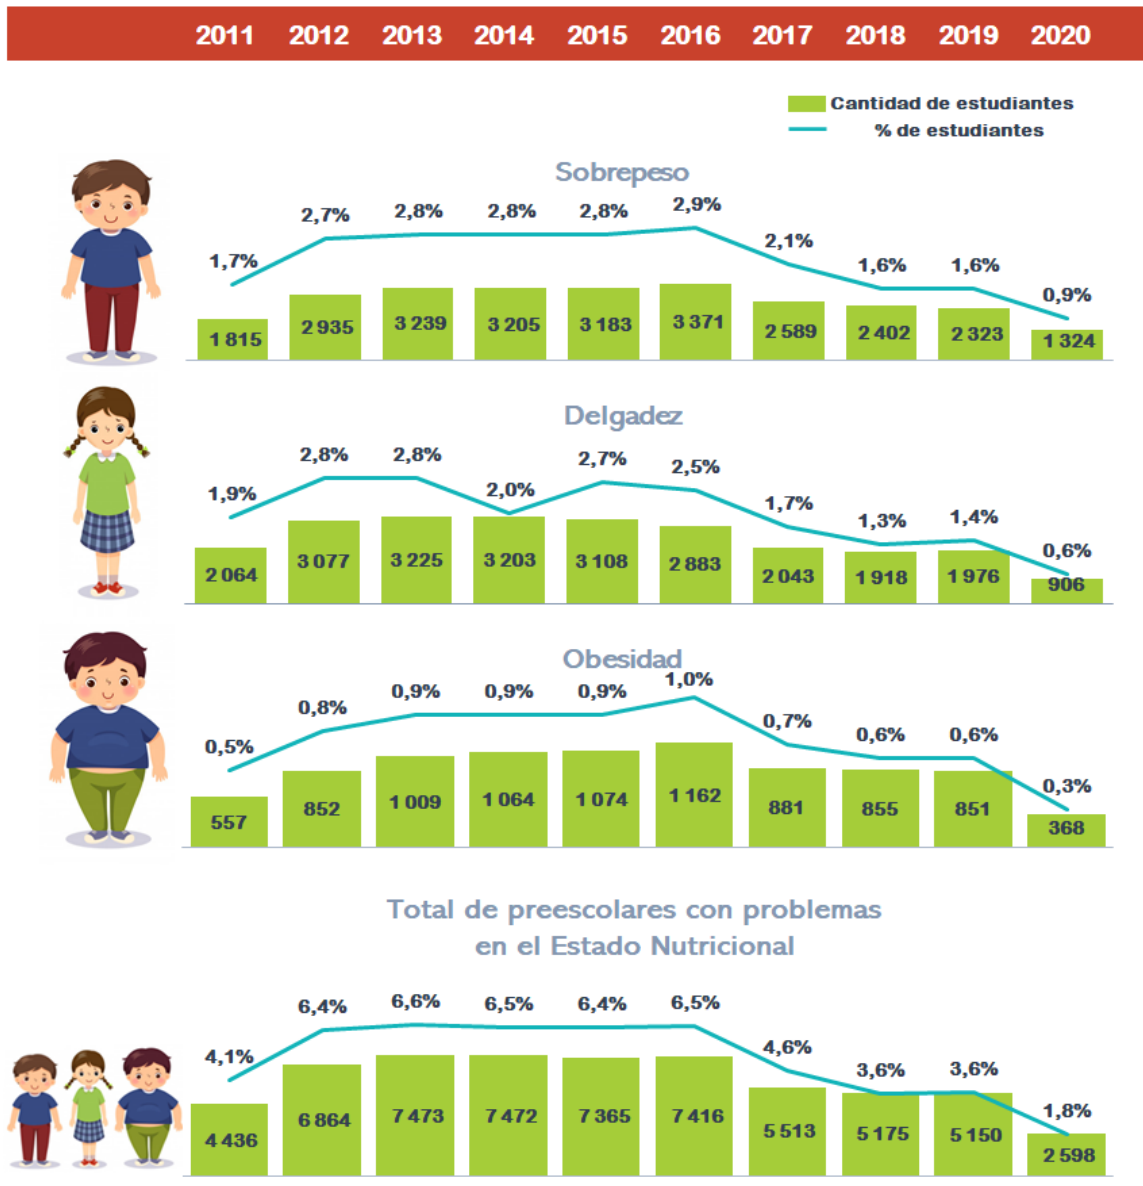 2011 2012 2013 2014 2015 2016 2017 2018 2019 2020
Cantidad de estudiantes
% de estudiantes
Sobrepeso
1,7% 2,7% 2,8% 2,8% 2,8% 2,9% 2,1% 1,6% 1,6% 0,9%
1 815 2 935 3 239 3 205 3 183 3 371 2 589 2 402 2 323 1 324
Delgadez
1,9% 2,8% 2,8% 2,0% 2,7% 2,5% 1,7% 1,3% 1,4% 0,6%
2 064 3 077 3 225 3 203 3 108 2 883 2 043 1 918 1 976 906
Obesidad
0,5% 0,8% 0,9% 0,9% 0,9% 1,0% 0,7% 0,6% 0,6% 0,3%
557 852 1 009 1 064 1 074 1 162 881 855 851 368
Total de preescolares con problemas
en el Estado Nutricional
4,1% 6,4% 6,6% 6,5% 6,4% 6,5% 4,6% 3,6% 3,6% 1,8%
4 436 6 864 7 473 7 472 7 365 7 416 5 513 5 175 5 150 2 598